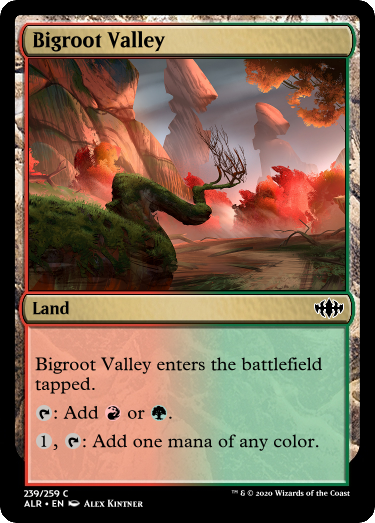 Bigroot Valley
Land
Bigroot Valley enters the battlefield
tapped.
: Add or .
1, : Add one mana of any color.
239/259 C
ALR • EN Alex Kintner
™ & © 2020 Wizards of the Coast